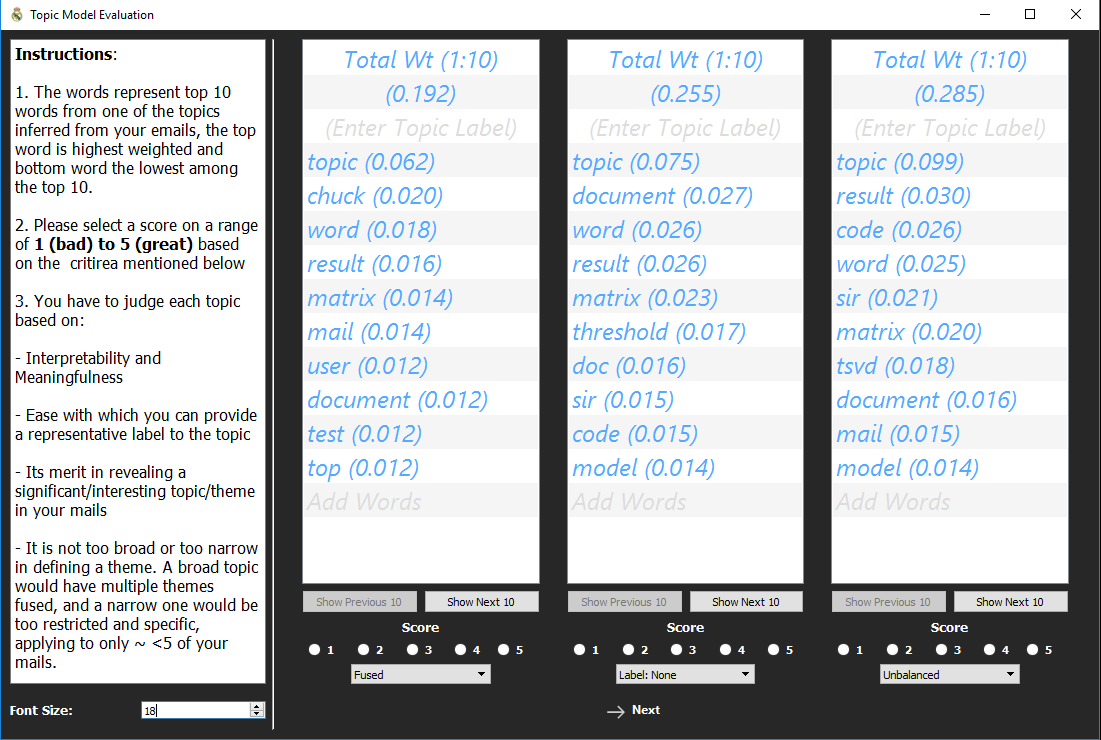 Topic Model Evaluation
Instructions:
1. The words represent top 10
words from one of the topics
inferred from your emails, the top
word is highest weighted and
bottom word the lowest among
the top 10.
2. Please select a score on a range
of 1 (bad) to 5 (great) based
on the  critirea mentioned below
3. You have to judge each topic
based on:
- Interpretability and
Meaningfulness
- Ease with which you can provide
a representative label to the topic
- Its merit in revealing a
significant/interesting topic/theme
in your mails
- It is not too broad or too narrow
in defining a theme. A broad topic
would have multiple themes
fused, and a narrow one would be
too restricted and specific,
applying to only ~ <5 of your
mails.
Font Size:
18
Total Wt (1:10)
(0.192)
(Enter Topic Label)
topic (0.062)
chuck (0.020)
word (0.018)
result (0.016)
matrix (0.014)
mail (0.014)
user (0.012)
document (0.012)
test (0.012)
top (0.012)
Add Words
Show Previous 10
Show Next 10
Score
1 2 3 4 5
Fused
Total Wt (1:10)
(0.255)
(Enter Topic Label)
topic (0.075)
document (0.027)
word (0.026)
result (0.026)
matrix (0.023)
threshold (0.017)
doc (0.016)
sir (0.015)
code (0.015)
model (0.014)
Add Words
Show Previous 10
Show Next 10
Score
1 2 3 4 5
Label: None
Total Wt (1:10)
(0.285)
(Enter Topic Label)
topic (0.099)
result (0.030)
code (0.026)
word (0.025)
sir (0.021)
matrix (0.020)
tsvd (0.018)
document (0.016)
mail (0.015)
model (0.014)
Add Words
Show Previous 10
Show Next 10
Score
1 2 3 4 5
Unbalanced
Next